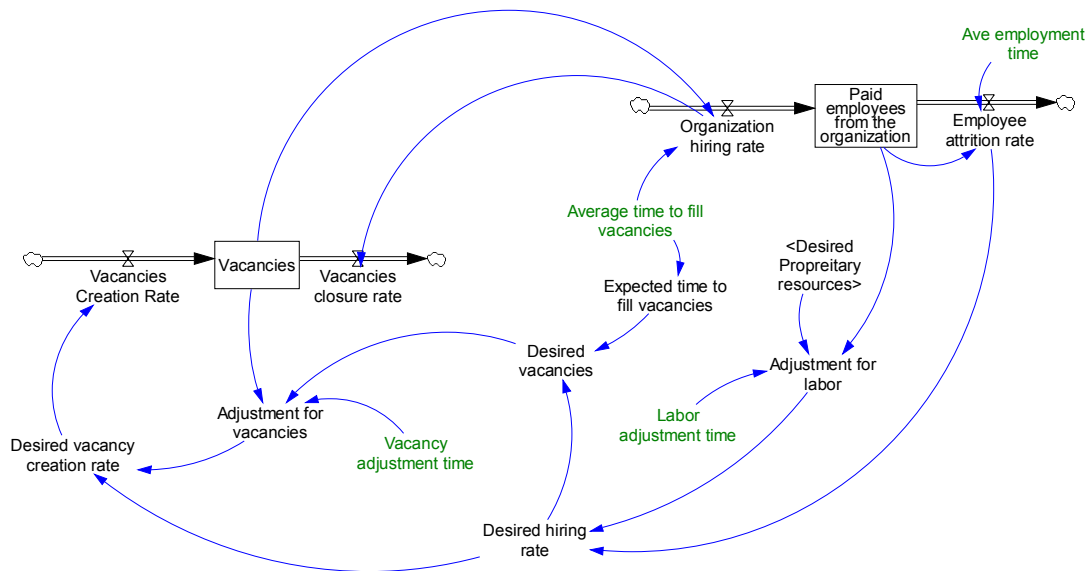 Ave employment
time
Paid
employees
from the
organization
Organization
hiring rate
Employee
attrition rate
Average time to fill
vacancies
Vacancies
Vacancies
Creation Rate
Vacancies
closure rate
<Desired
Propreitary
resources>
Expected time to
fill vacancies
Desired
vacancies
Adjustment for
labor
Adjustment for
vacancies
Labor
adjustment time
Desired vacancy
creation rate
Vacancy
adjustment time
Desired hiring
rate